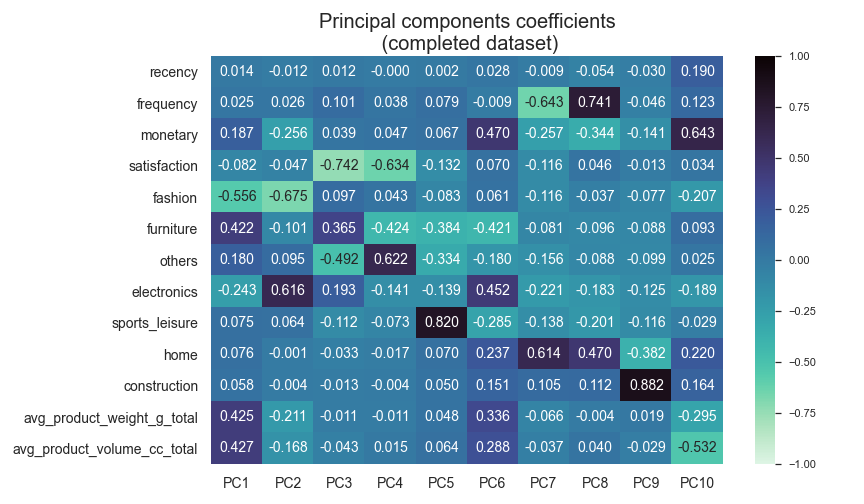 Principal components coefficients
(completed dataset)
recency 0.014 -0.012 0.012 -0.000 0.002 0.028 -0.009 -0.054 -0.030 0.190
frequency 0.025 0.026 0.101 0.038 0.079 -0.009 -0.643 0.741 -0.046 0.123
monetary 0.187 -0.256 0.039 0.047 0.067 0.470 -0.257 -0.344 -0.141 0.643
satisfaction -0.082 -0.047 -0.742 -0.634 -0.132 0.070 -0.116 0.046 -0.013 0.034
fashion -0.556 -0.675 0.097 0.043 -0.083 0.061 -0.116 -0.037 -0.077 -0.207
furniture 0.422 -0.101 0.365 -0.424 -0.384 -0.421 -0.081 -0.096 -0.088 0.093
others 0.180 0.095 -0.492 0.622 -0.334 -0.180 -0.156 -0.088 -0.099 0.025
electronics -0.243 0.616 0.193 -0.141 -0.139 0.452 -0.221 -0.183 -0.125 -0.189
sports_leisure 0.075 0.064 -0.112 -0.073 0.820 -0.285 -0.138 -0.201 -0.116 -0.029
home 0.076 -0.001 -0.033 -0.017 0.070 0.237 0.614 0.470 -0.382 0.220
construction 0.058 -0.004 -0.013 -0.004 0.050 0.151 0.105 0.112 0.882 0.164
avg_product_weight_g_total 0.425 -0.211 -0.011 -0.011 0.048 0.336 -0.066 -0.004 0.019 -0.295
avg_product_volume_cc_total 0.427 -0.168 -0.043 0.015 0.064 0.288 -0.037 0.040 -0.029 -0.532
PC1 PC2 PC3 PC4 PC5 PC6 PC7 PC8 PC9 PC10
1.00
0.75
0.50
0.25
0.00
-0.25
-0.50
-0.75
-1.00